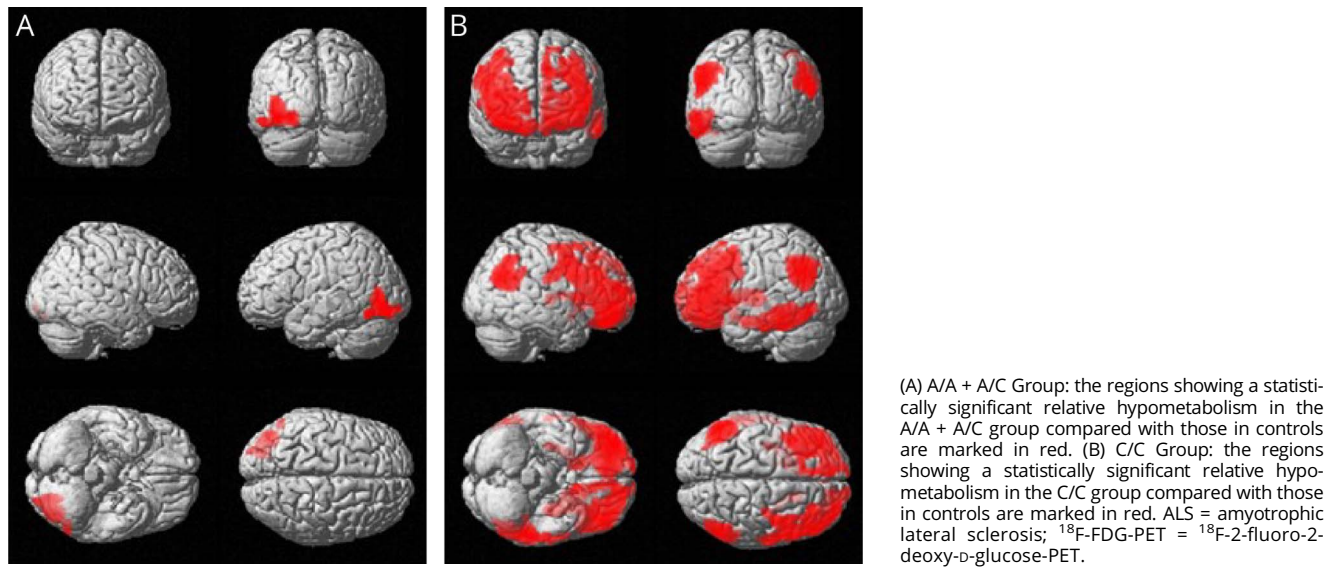 A
B
(A) A/A + A/C Group: the regions showing a statisti-
cally significant relative hypometabolism in the
A/A + A/C group compared with those in controls
are marked in red. (B) C/C Group: the regions
showing a statistically significant relative hypo-
metabolism in the C/C group compared with those
in controls are marked in red. ALS = amyotrophic
lateral sclerosis; ¹⁸F-FDG-PET = ¹⁸F-2-fluoro-2-
deoxy-D-glucose-PET.